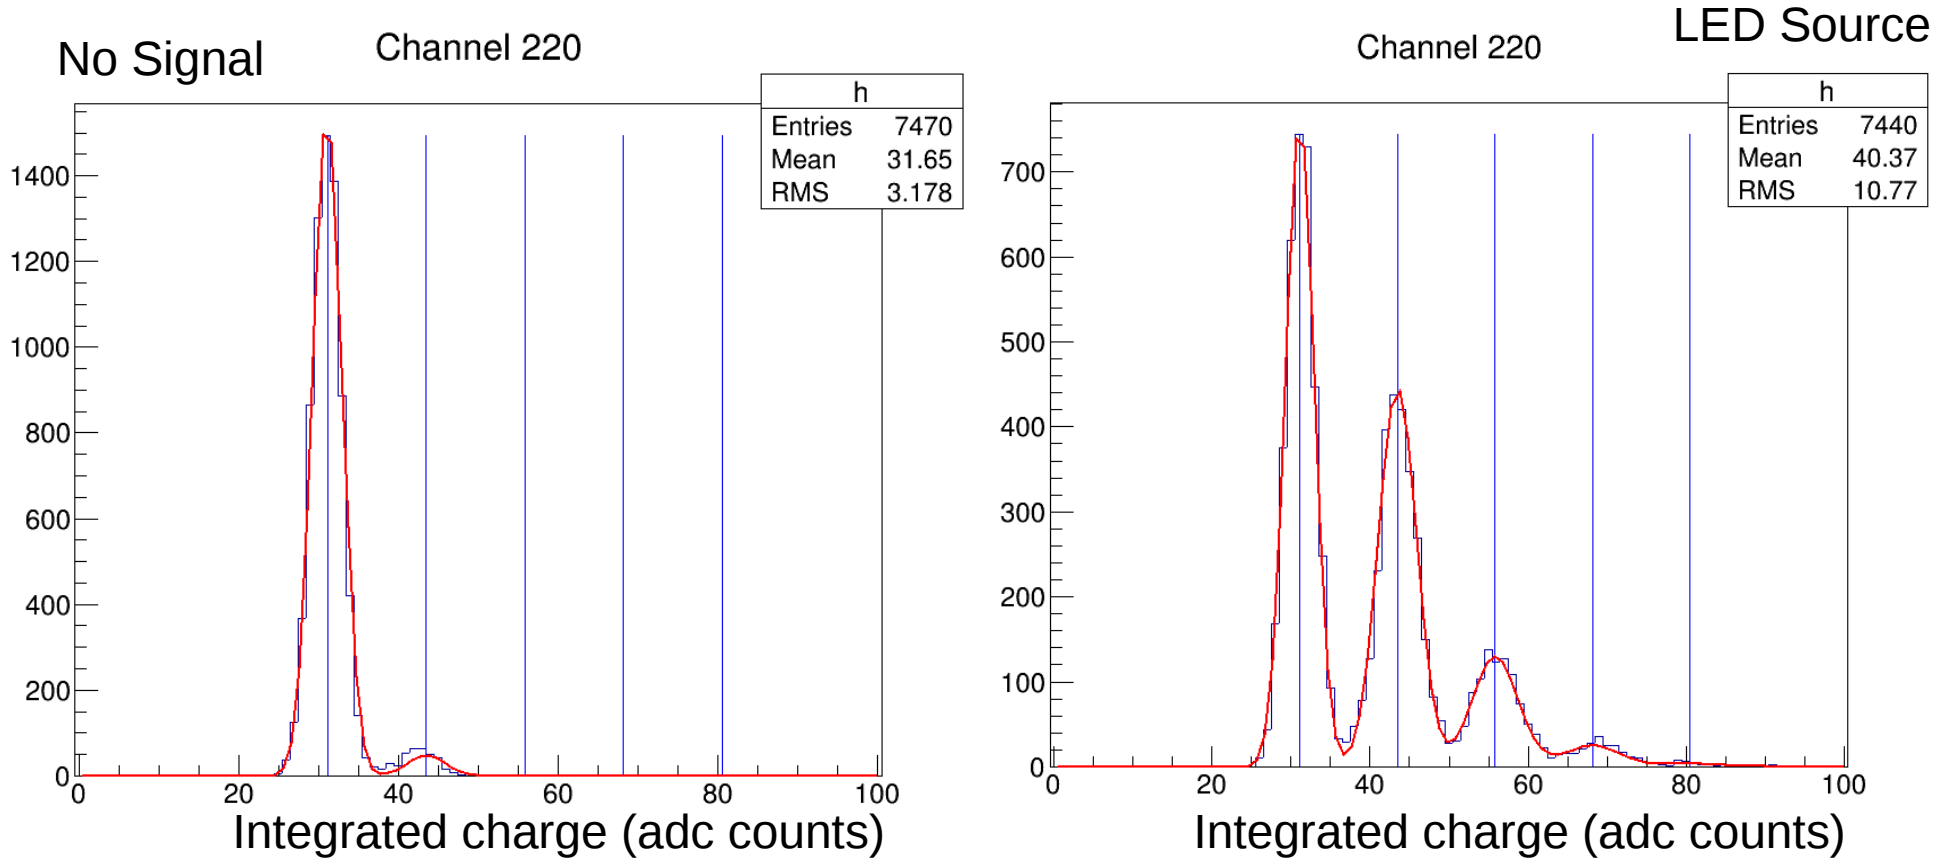 No Signal
Channel 220
h
Entries 7470
Mean 31.65
RMS 3.178
1400
1200
1000
800
600
400
200
0
0 20 40 60 80 100
Integrated charge (adc counts)
LED Source
Channel 220
h
Entries 7440
Mean 40.37
RMS 10.77
700
600
500
400
300
200
100
0
0 20 40 60 80 100
Integrated charge (adc counts)